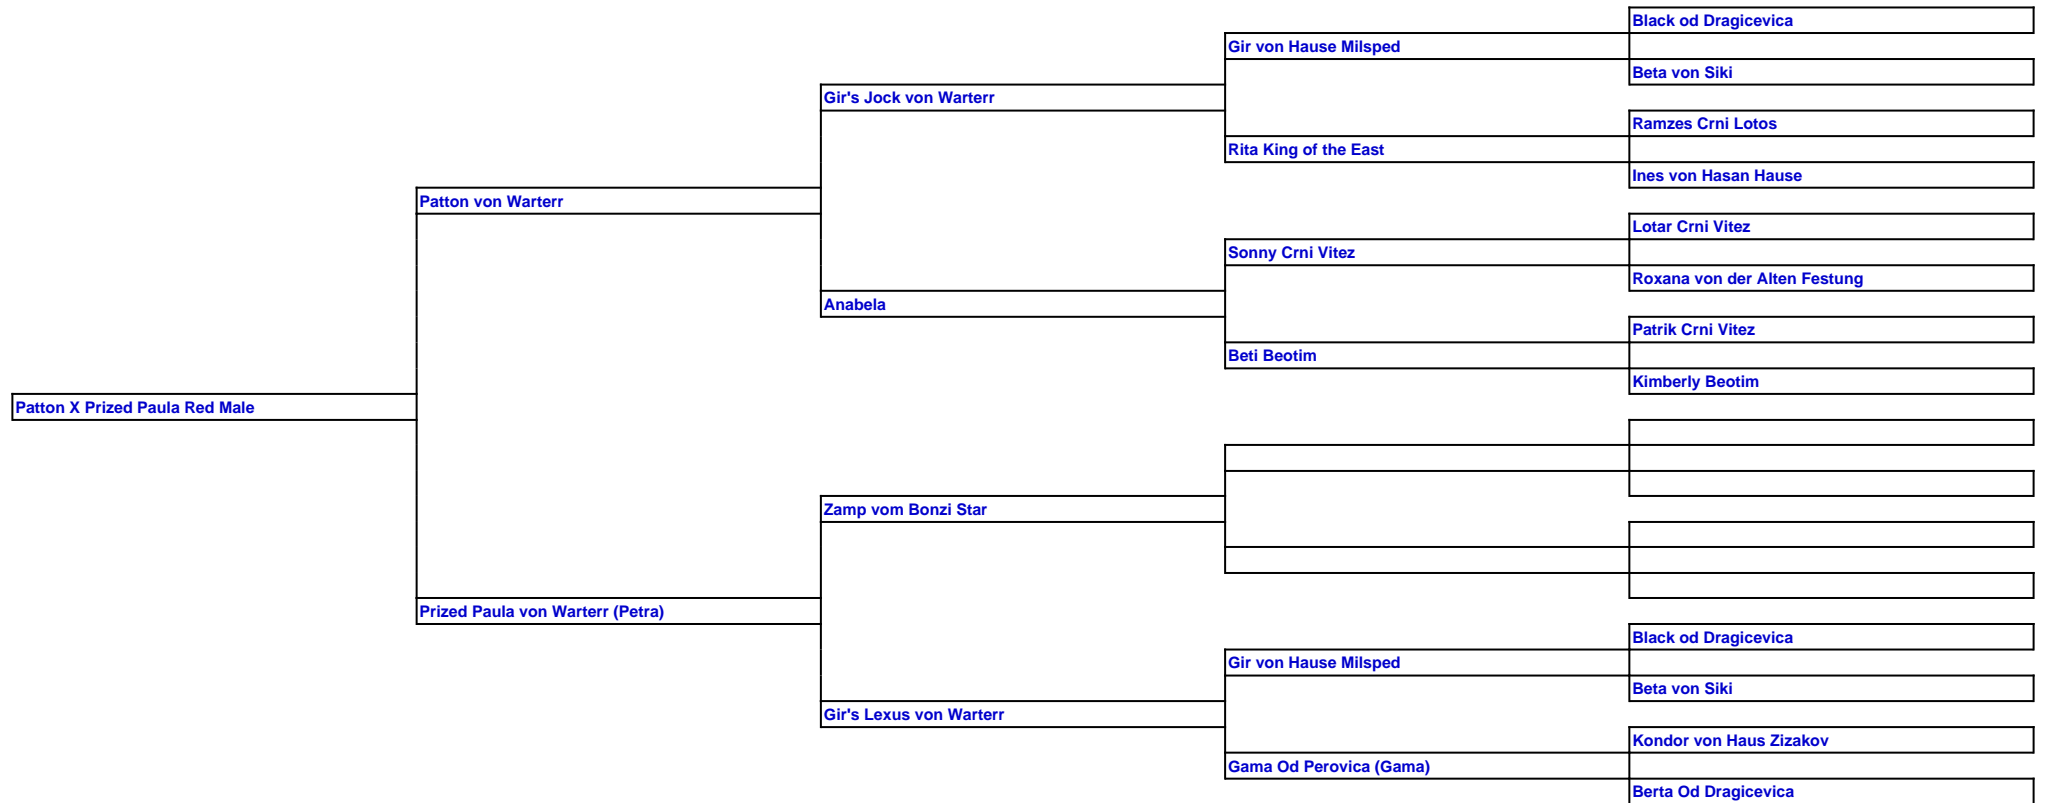 Black od Dragicevica
Gir von Hause Milsped
Beta von Siki
Gir's Jock von Warterr
Ramzes Crni Lotos
Rita King of the East
Ines von Hasan Hause
Patton von Warterr
Lotar Crni Vitez
Sonny Crni Vitez
Roxana von der Alten Festung
Anabela
Patrik Crni Vitez
Beti Beotim
Kimberly Beotim
Patton X Prized Paula Red Male
Zamp vom Bonzi Star
Prized Paula von Warterr (Petra)
Black od Dragicevica
Gir von Hause Milsped
Beta von Siki
Gir's Lexus von Warterr
Kondor von Haus Zizakov
Gama Od Perovica (Gama)
Berta Od Dragicevica